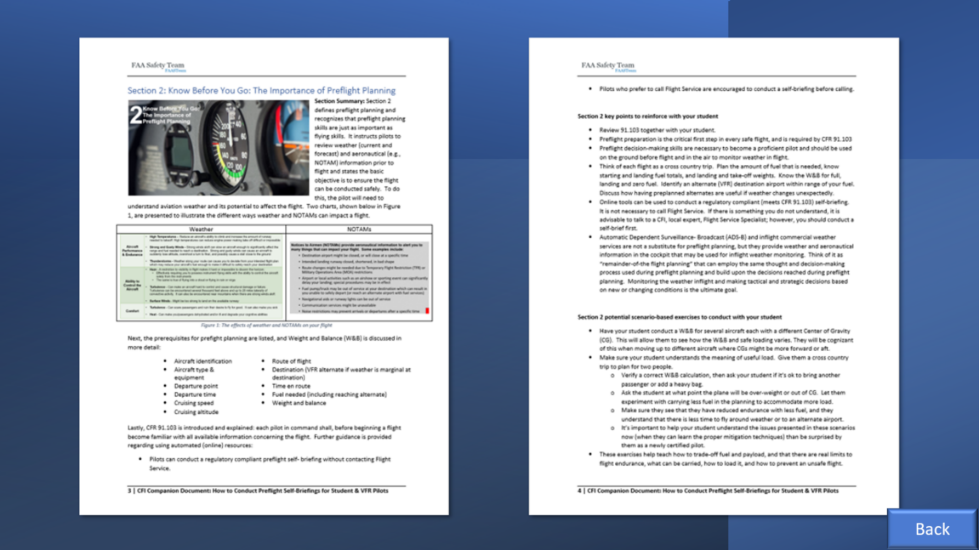 FAA Safety Team
FAASTeam
Section 2: Know Before You Go: The Importance of Preflight Planning
2 Know Before You Go:
The Importance of
Preflight Planning
Section Summary: Section 2
defines preflight planning and
recognizes that preflight planning
skills are just as important as
flying skills. It instructs pilots to
review weather (current and
forecast) and aeronautical (e.g.,
NOTAM) information prior to
flight and states the basic
objective is to ensure the flight
can be conducted safely. To do
this, the pilot will need to
understand aviation weather and its potential to affect the flight. Two charts, shown below in Figure
1, are presented to illustrate the different ways weather and NOTAMs can impact a flight.
Weather
NOTAMs
Aircraft
Performance
& Endurance
Ability to
Control the
Aircraft
Comfort
Figure 1: The effects of weather and NOTAMs on your flight
Next, the prerequisites for preflight planning are listed, and Weight and Balance (W&B) is discussed in
more detail:
• Aircraft identification
• Aircraft type &
equipment
• Departure point
• Departure time
• Cruising speed
• Cruising altitude
• Route of flight
• Destination (VFR alternate if weather is marginal at
destination)
• Time en route
• Fuel needed (including reaching alternate)
• Weight and balance
Lastly, CFR 91.103 is introduced and explained: each pilot in command shall, before beginning a flight
become familiar with all available information concerning the flight. Further guidance is provided
regarding using automated (online) resources:
• Pilots can conduct a regulatory compliant preflight self- briefing without contacting Flight
Service.
3 | CFI Companion Document: How to Conduct Preflight Self-Briefings for Student & VFR Pilots
FAA Safety Team
FAASTeam
• Pilots who prefer to call Flight Service are encouraged to conduct a self-briefing before calling.
Section 2 key points to reinforce with your student
• Review 91.103 together with your student.
• Preflight preparation is the critical first step in every safe flight, and is required by CFR 91.103
• Preflight decision-making skills are necessary to become a proficient pilot and should be used
on the ground before flight and in the air to monitor weather in flight.
• Think of each flight as a cross country trip. Plan the amount of fuel that is needed, know
starting and landing fuel totals, and landing and take-off weights. Know the W&B for full,
landing and zero fuel. Identify an alternate (VFR) destination airport within range of your fuel.
Discuss how having preplanned alternates are useful if weather changes unexpectedly.
• Online tools can be used to conduct a regulatory compliant (meets CFR 91.103) self-briefing.
It is not necessary to call Flight Service. If there is something you do not understand, it is
advisable to talk to a CFI, local expert, Flight Service Specialist; however, you should conduct a
self-brief first.
• Automatic Dependent Surveillance- Broadcast (ADS-B) and inflight commercial weather
services are not a substitute for preflight planning, but they provide weather and aeronautical
information in the cockpit that may be used for inflight weather monitoring. Think of it as
"remainder-of-the flight planning" that can employ the same thought and decision-making
process used during preflight planning and build upon the decisions reached during preflight
planning. Monitoring the weather inflight and making tactical and strategic decisions based
on new or changing conditions is the ultimate goal.
Section 2 potential scenario-based exercises to conduct with your student
• Have your student conduct a W&B for several aircraft each with a different Center of Gravity
(CG). This will allow them to see how the W&B and safe loading varies. They will be cognizant
of this when moving up to different aircraft where CGs might be more forward or aft.
• Make sure your student understands the meaning of useful load. Give them a cross country
trip to plan for two people.
o Verify a correct W&B calculation, then ask your student if it's ok to bring another
passenger or add a heavy bag.
o Ask the student at what point the plane will be over-weight or out of CG. Let them
experiment with carrying less fuel in the planning to accommodate more load.
o Make sure they see that they have reduced endurance with less fuel, and they
understand that there is less time to fly around weather or to an alternate airport.
o It's important to help your student understand the issues presented in these scenarios
now (when they can learn the proper mitigation techniques) than be surprised by
them as a newly certified pilot.
• These exercises help teach how to trade-off fuel and payload, and that there are real limits to
flight endurance, what can be carried, how to load it, and how to prevent an unsafe flight.
4 | CFI Companion Document: How to Conduct Preflight Self-Briefings for Student & VFR Pilots
Back